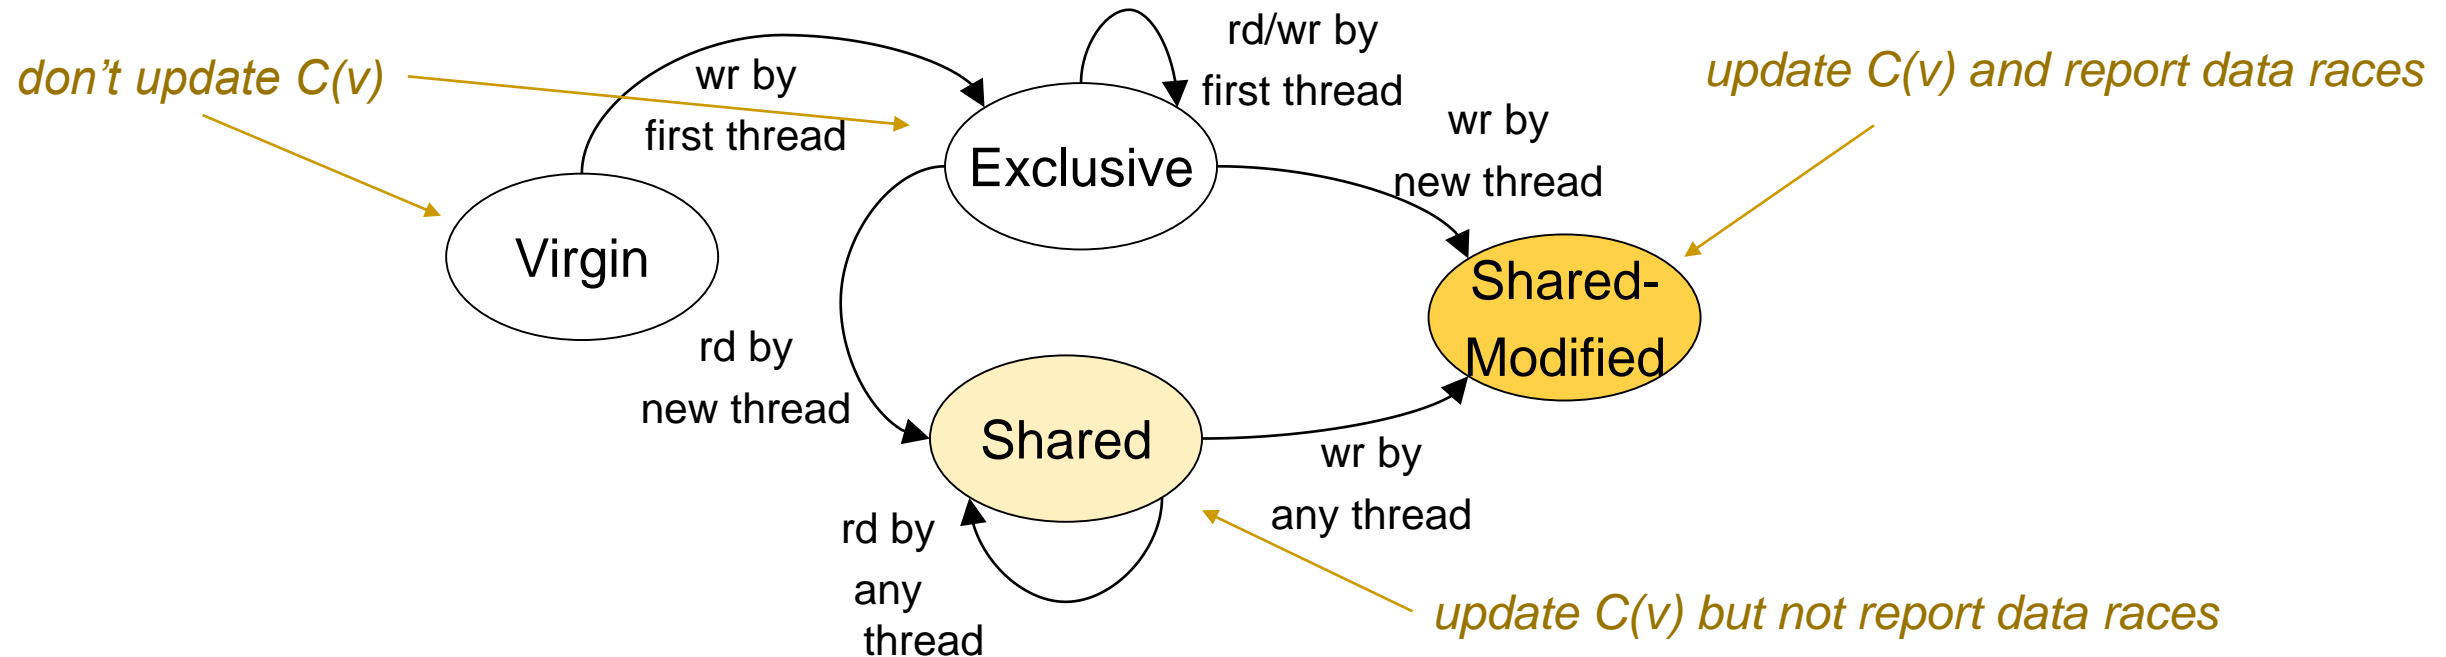 don’t update C(v)
wr by
first thread
rd/wr by
first thread
update C(v) and report data races
wr by
new thread
Exclusive
Virgin
Shared-
Modified
rd by
new thread
Shared
wr by
any thread
rd by
any
thread
update C(v) but not report data races